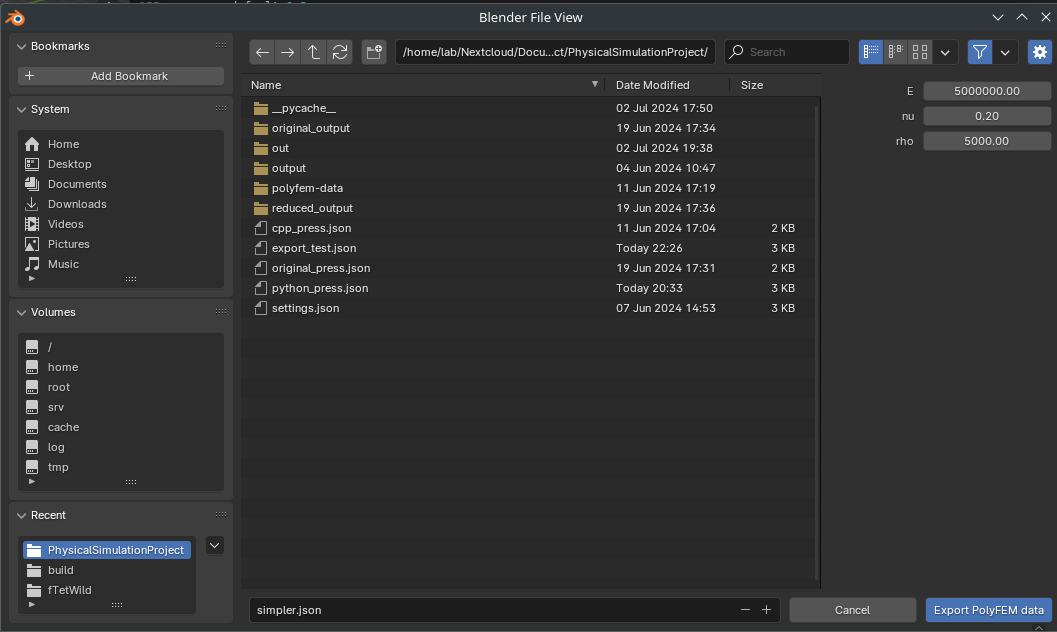 Blender File View
Bookmarks
Add Bookmark
System
Home
Desktop
Documents
Downloads
Videos
Pictures
Music
Volumes
/
home
root
srv
cache
log
tmp
Recent
PhysicalSimulationProject
build
fTetWild
/home/lab/Nextcloud/Docu...ct/PhysicalSimulationProject/
Search
Name Date Modified Size
__pycache__ 02 Jul 2024 17:50
original_output 19 Jun 2024 17:34
out 02 Jul 2024 19:38
output 04 Jun 2024 10:47
polyfem-data 11 Jun 2024 17:19
reduced_output 19 Jun 2024 17:36
cpp_press.json 11 Jun 2024 17:04 2 KB
export_test.json Today 22:26 3 KB
original_press.json 19 Jun 2024 17:31 2 KB
python_press.json Today 20:33 3 KB
settings.json 07 Jun 2024 14:53 3 KB
E 5000000.00
nu 0.20
rho 5000.00
simpler.json
Cancel
Export PolyFEM data